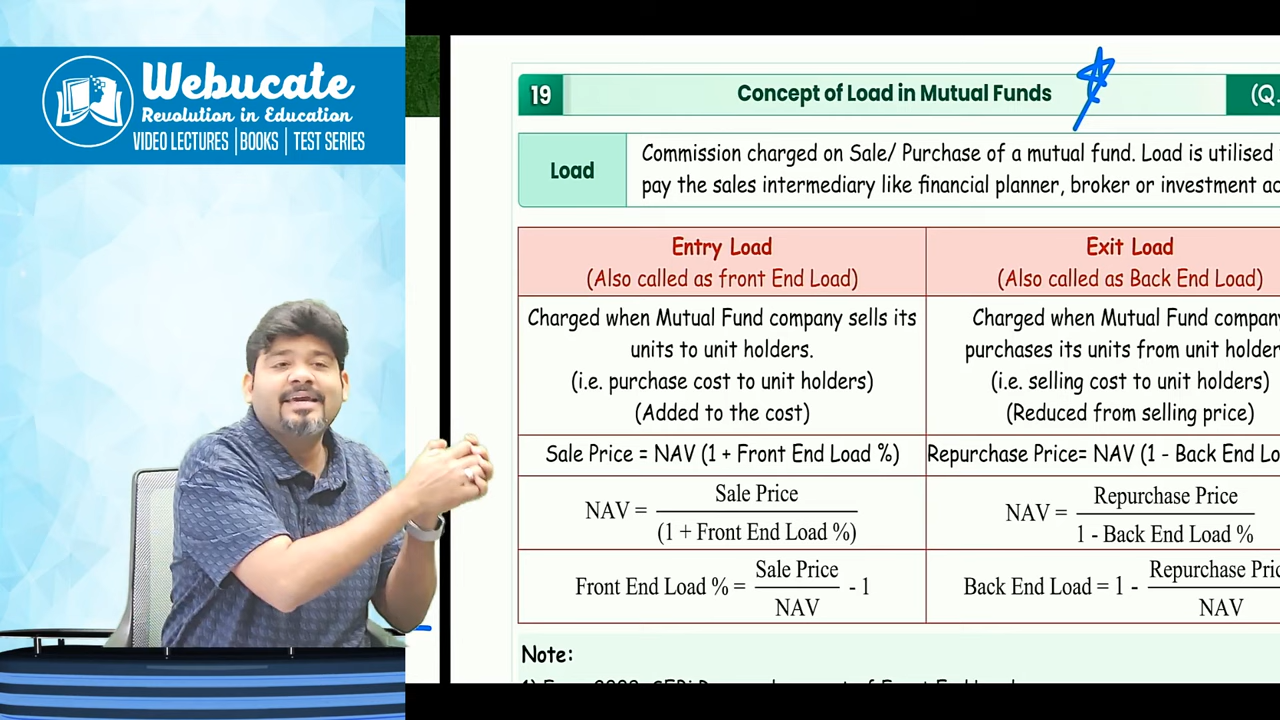 Webucate
Revolution in Education
VIDEO LECTURES | BOOKS | TEST SERIES
19
Concept of Load in Mutual Funds
(Q.
Load
Commission charged on Sale/ Purchase of a mutual fund. Load is utilised
pay the sales intermediary like financial planner, broker or investment
Entry Load
(Also called as front End Load)
Exit Load
(Also called as Back End Load)
Charged when Mutual Fund company sells its
units to unit holders.
(i.e. purchase cost to unit holders)
(Added to the cost)
Charged when Mutual Fund
purchases its units from unit
(i.e. selling cost to unit holders)
(Reduced from selling price)
Sale Price = NAV (1 + Front End Load %)
Repurchase Price= NAV (1 - Back End
NAV = Sale Price
(1 + Front End Load %)
NAV = Repurchase Price
1 - Back End Load %
Front End Load % = Sale Price - 1
NAV
Back End Load = 1 - Repurchase
NAV
Note: